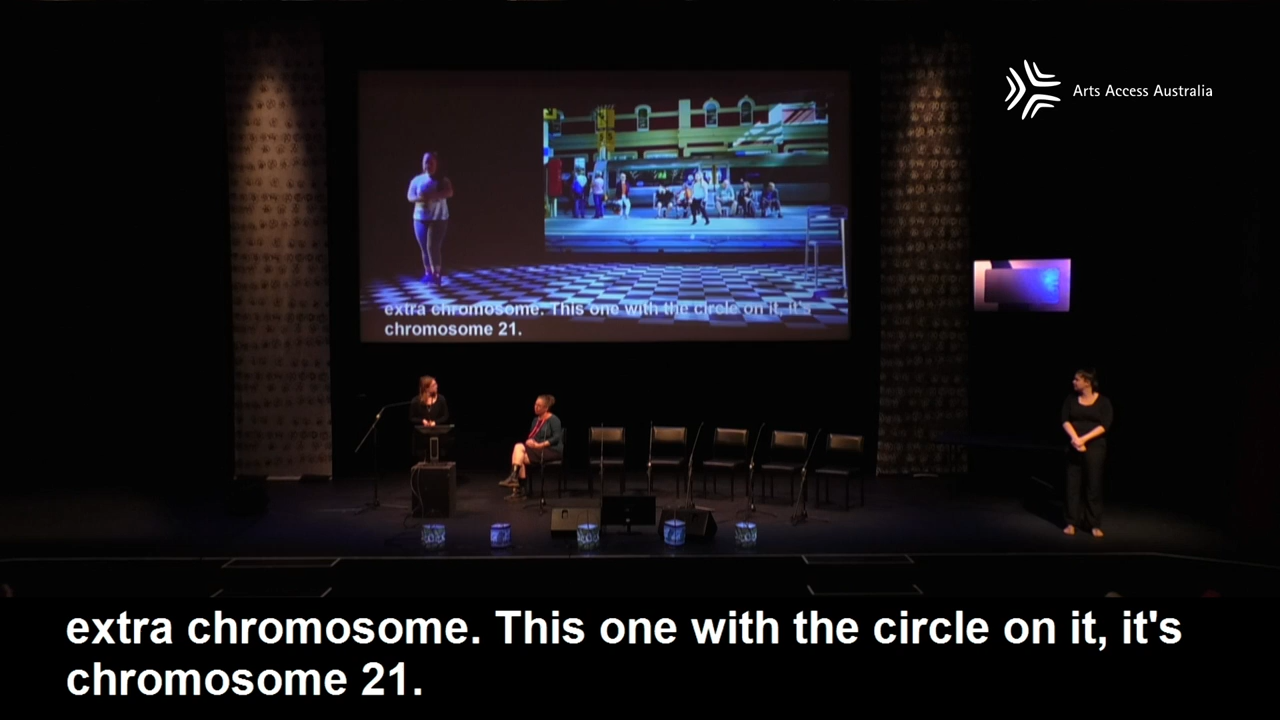 Arts Access Australia
extra chromosome. This one with the circle on it, it's
chromosome 21.
extra chromosome. This one with the circle on it, it's
chromosome 21.